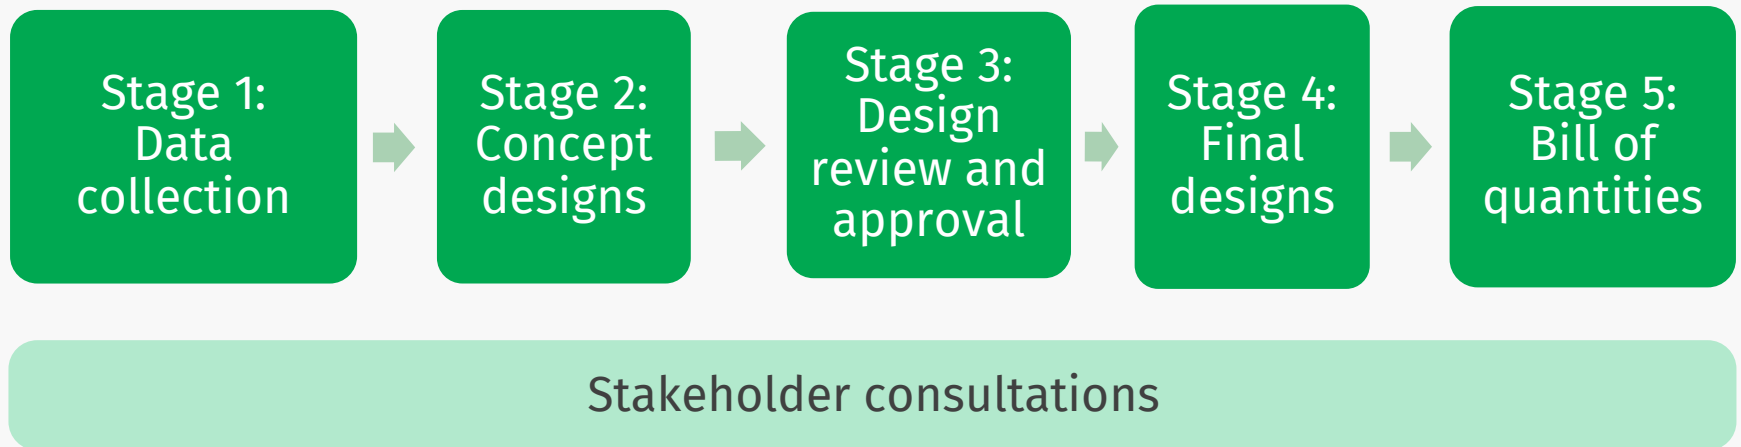 Stage 1:
Data
collection
Stage 2:
Concept
designs
Stage 3:
Design
review and
approval
Stage 4:
Final
designs
Stage 5:
Bill of
quantities
Stakeholder consultations